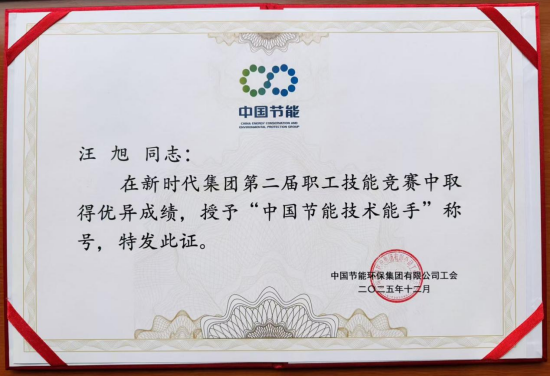 中国节能
CHINA ENERGY CONSERVATION AND
ENVIRONMENTAL PROTECTION GROUP
汪 旭 同志：
在新时代集团第二届职工技能竞赛中取
得优异成绩，授予“中国节能技术能手”称
号，特发此证。
中国节能环保集团有限公司工会
二〇二五年十二月